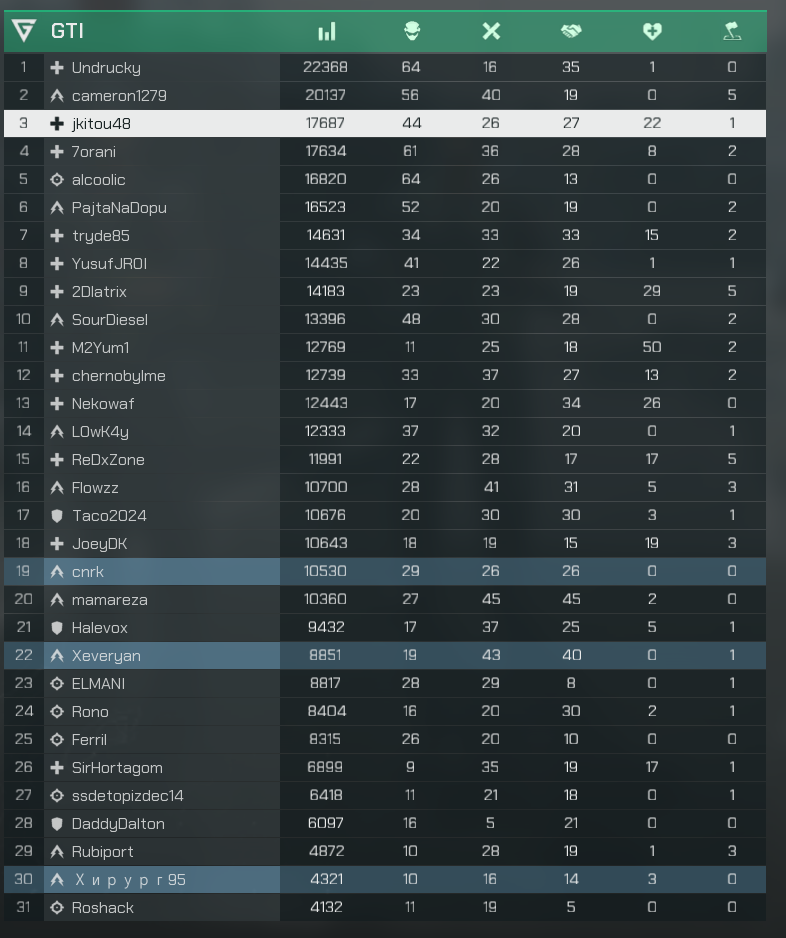 GTI
1 Undrucky 22368 64 16 35 1 0
2 cameron1279 20137 56 40 19 0 5
3 jkitou48 17687 44 26 27 22 1
4 7orani 17634 61 36 28 8 2
5 alcoolic 16820 64 26 13 0 0
6 PajtaNaDopu 16523 52 20 19 0 2
7 tryde85 14631 34 33 33 15 2
8 YusufJR0I 14435 41 22 26 1 1
9 2Dlatrix 14183 23 23 19 29 5
10 SourDiesel 13396 48 30 28 0 2
11 M2Yum1 12769 11 25 18 50 2
12 chernobylme 12739 33 37 27 13 2
13 Nekowaf 12443 17 20 34 26 0
14 L0wK4y 12333 37 32 20 0 1
15 ReDxZone 11991 22 28 17 17 5
16 Flowzz 10700 28 41 31 5 3
17 Taco2024 10676 20 30 30 3 1
18 JoeyDK 10643 18 19 15 19 3
19 cnrk 10530 29 26 26 0 0
20 mamareza 10360 27 45 45 2 0
21 Halevox 9432 17 37 25 5 1
22 Xeveryan 8851 19 43 40 0 1
23 ELMANI 8817 28 29 8 0 1
24 Rono 8404 16 20 30 2 1
25 Ferril 8315 26 20 10 0 0
26 SirHortagom 6899 9 35 19 17 1
27 ssdetopizdec14 6418 11 21 18 0 1
28 DaddyDalton 6097 16 5 21 0 0
29 Rubiport 4872 10 28 19 1 3
30 Хирург95 4321 10 16 14 3 0
31 Roshack 4132 11 19 5 0 0